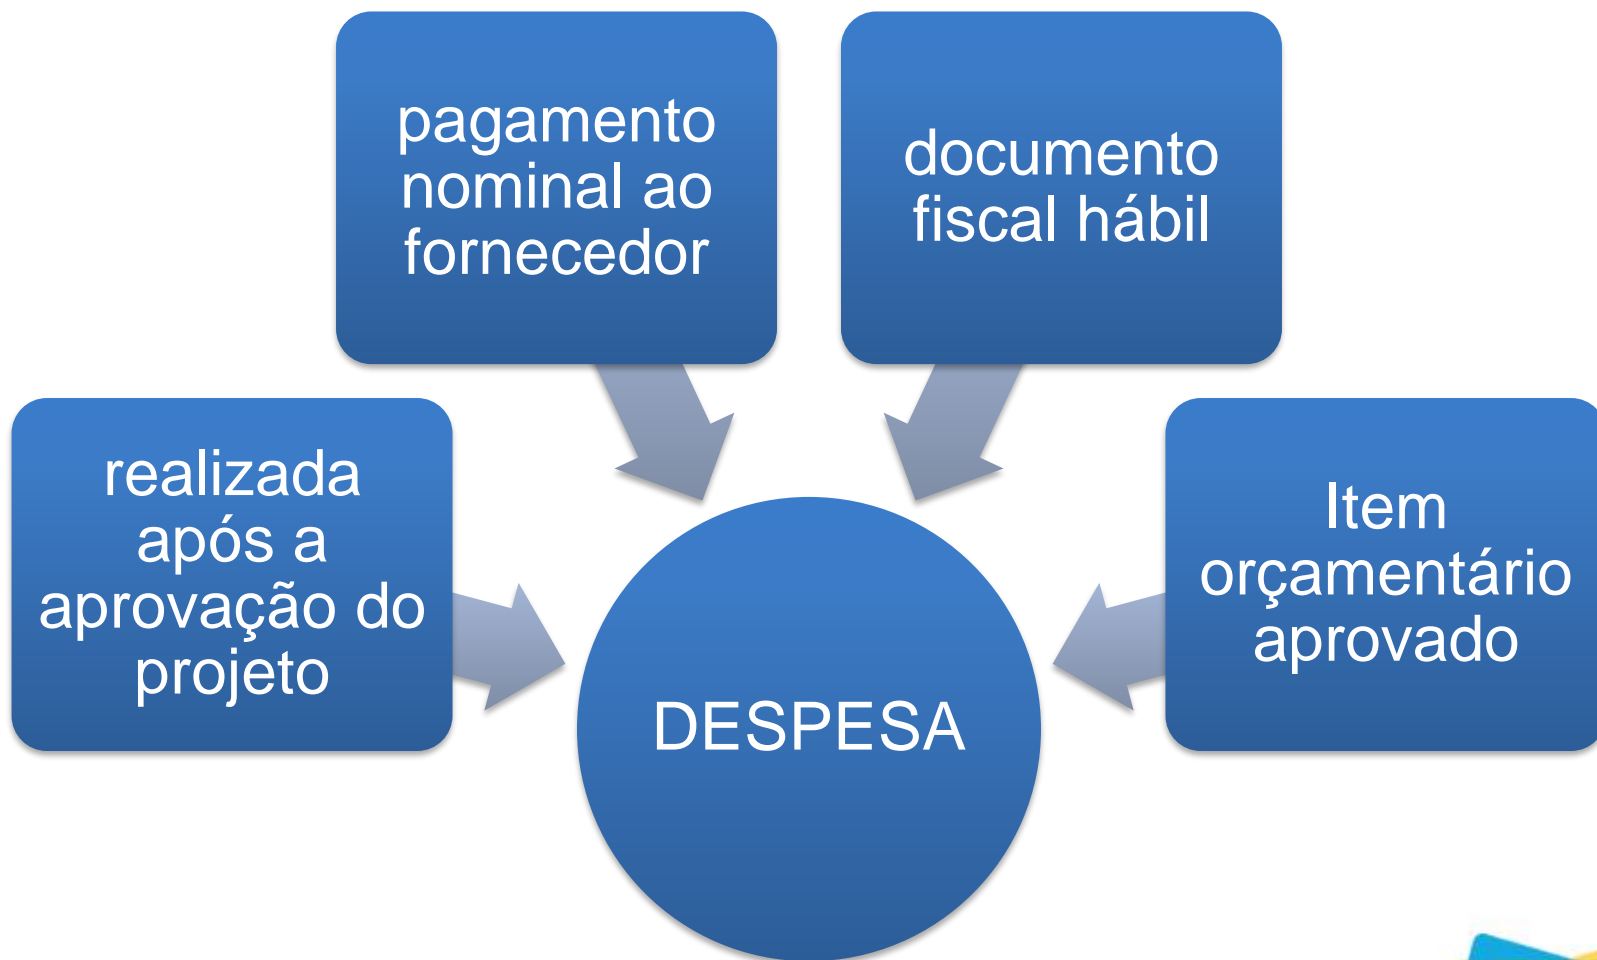 pagamento
nominal ao
fornecedor
documento
fiscal hábil
realizada
após a
aprovação do
projeto
Item
orçamentário
aprovado
DESPESA